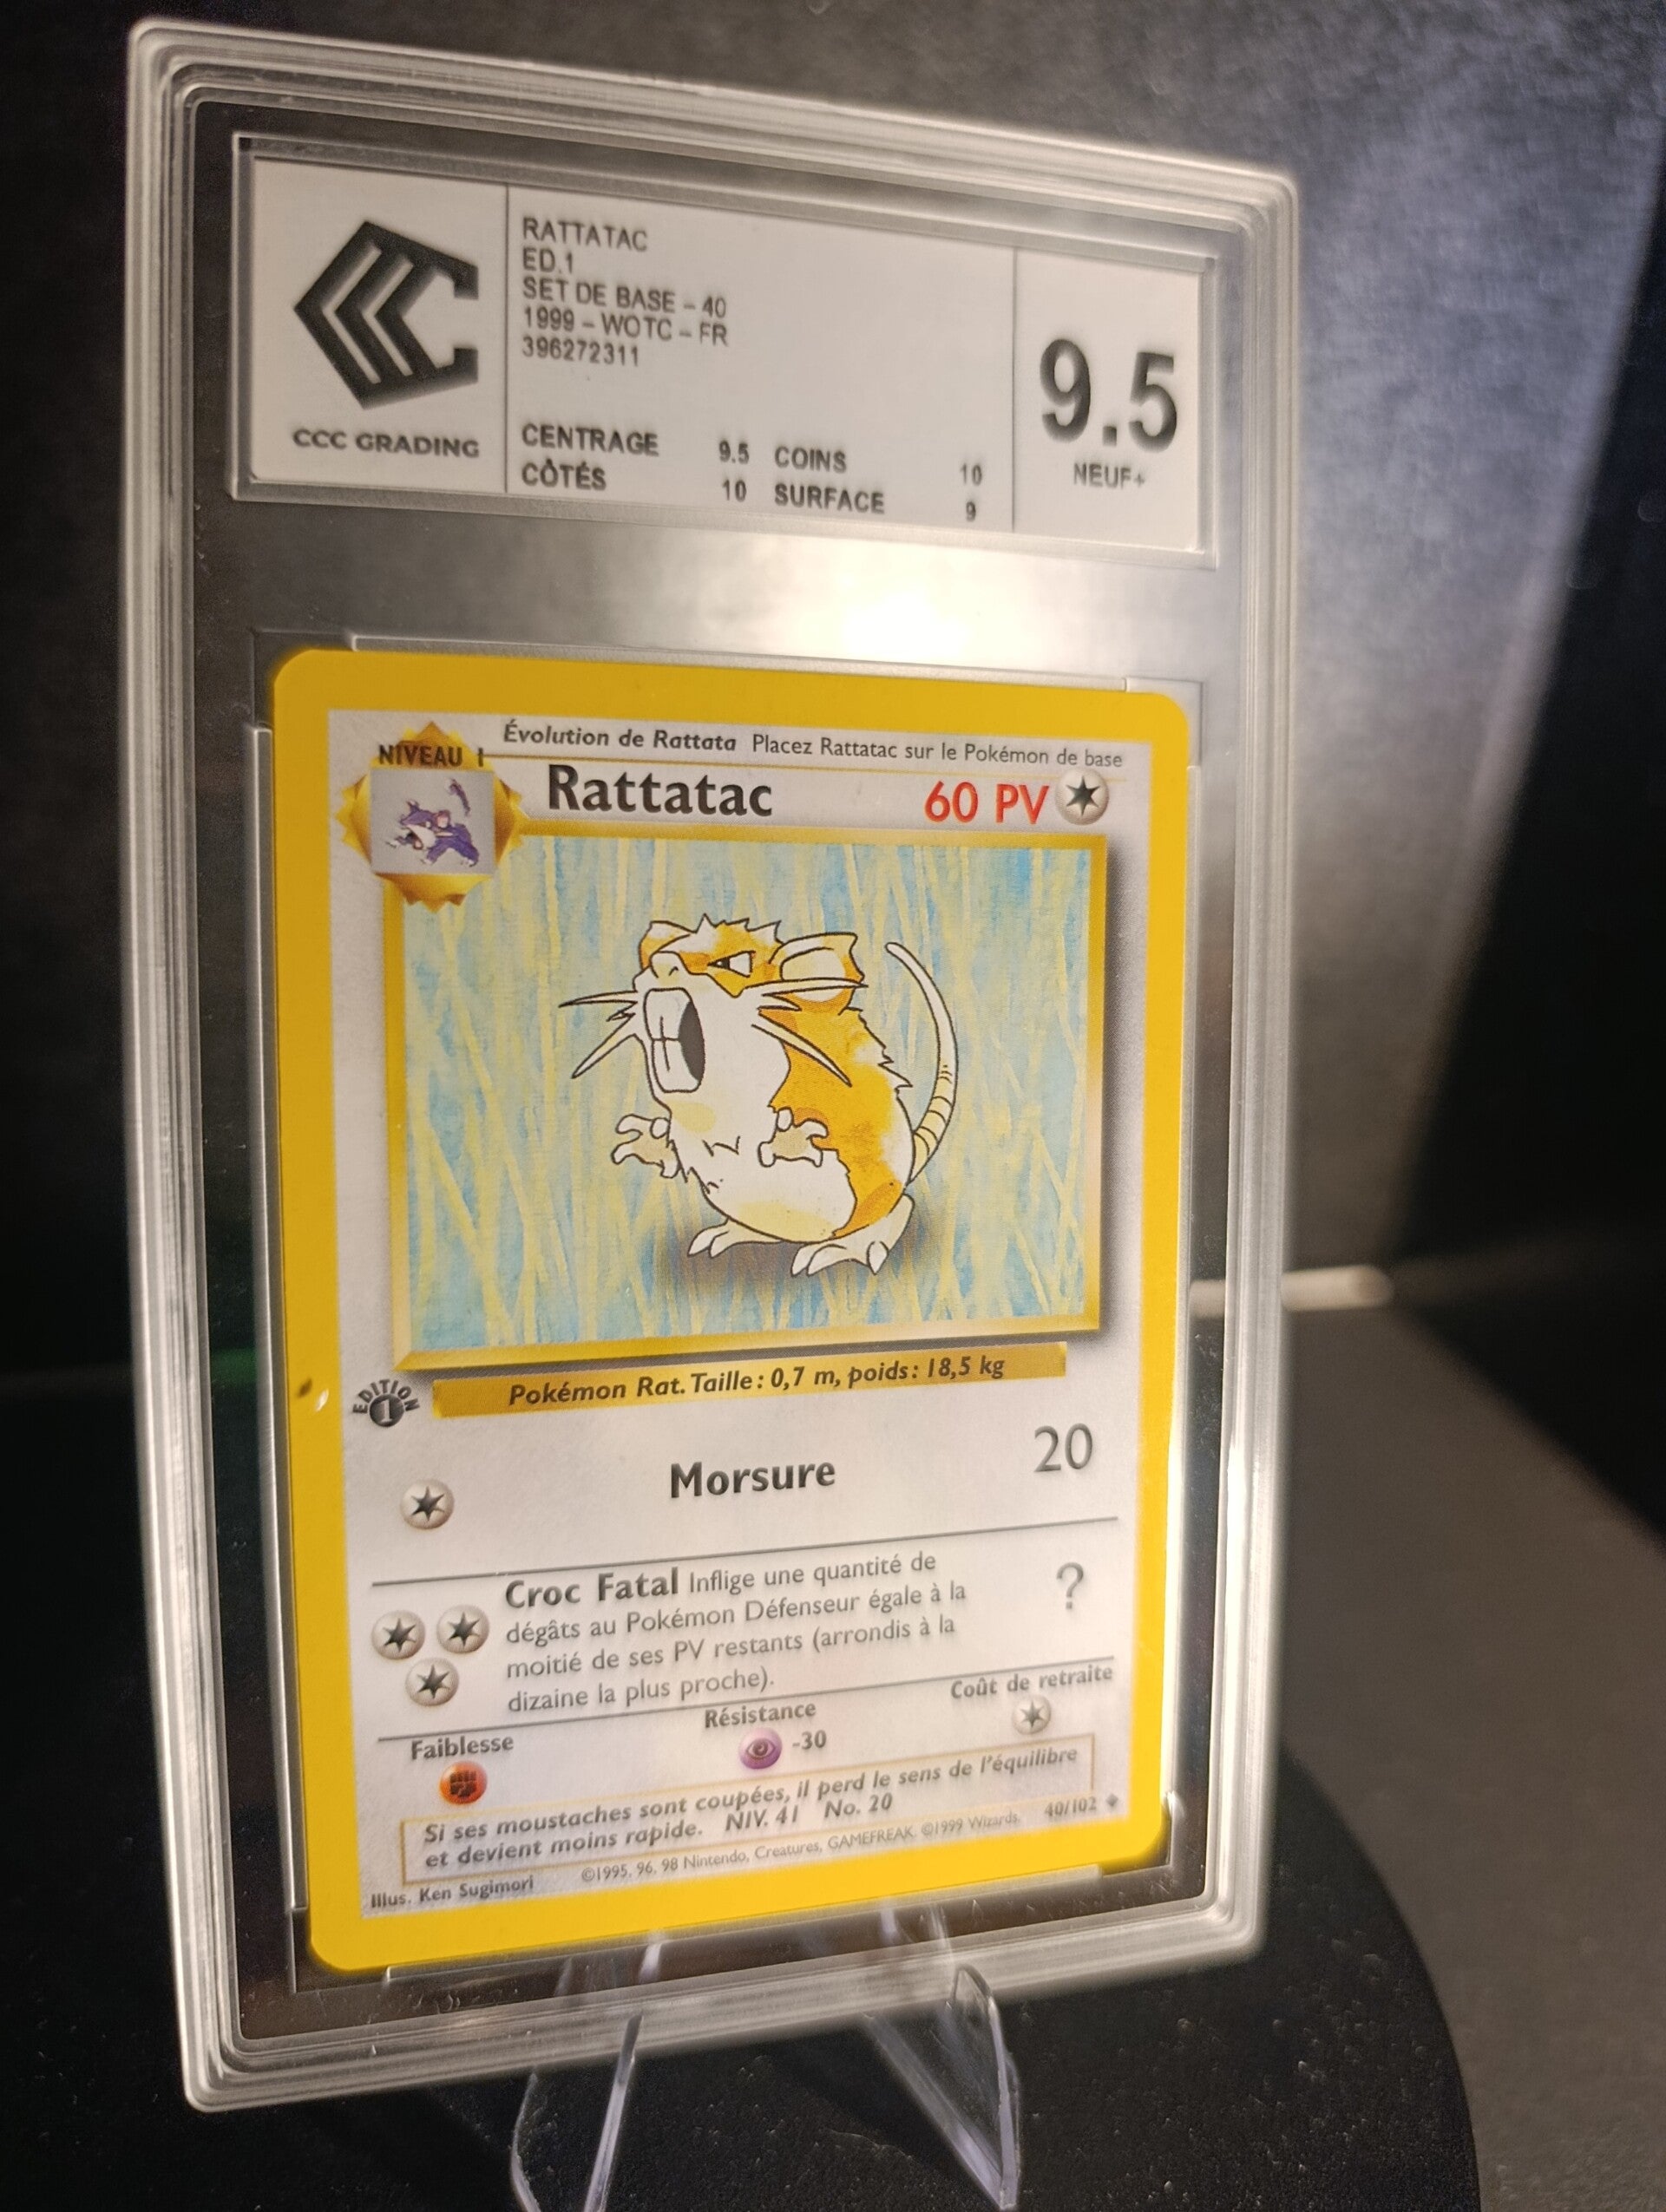 RATTATAC
ED.1
SET DE BASE - 40
1999 - WOTC - FR
396272311
CCC GRADING
CENTRAGE 9.5 COINS 10
CÔTÉS 10 SURFACE 9
9.5
NEUF+
NIVEAU 1
Évolution de Rattata Placez Rattatac sur le Pokémon de base
Rattatac 60 PV
EDITION
1
Pokémon Rat. Taille : 0,7 m, poids : 18,5 kg
Morsure 20
Croc Fatal Inflige une quantité de
dégâts au Pokémon Défenseur égale à la
moitié de ses PV restants (arrondis à la
dizaine la plus proche).
?
Faiblesse
Résistance
-30
Coût de retraite
Si ses moustaches sont coupées, il perd le sens de l'équilibre
et devient moins rapide. NIV. 41 No. 20
Illus. Ken Sugimori ©1995, 96, 98 Nintendo, Creatures, GAMEFREAK. ©1999 Wizards. 40/102